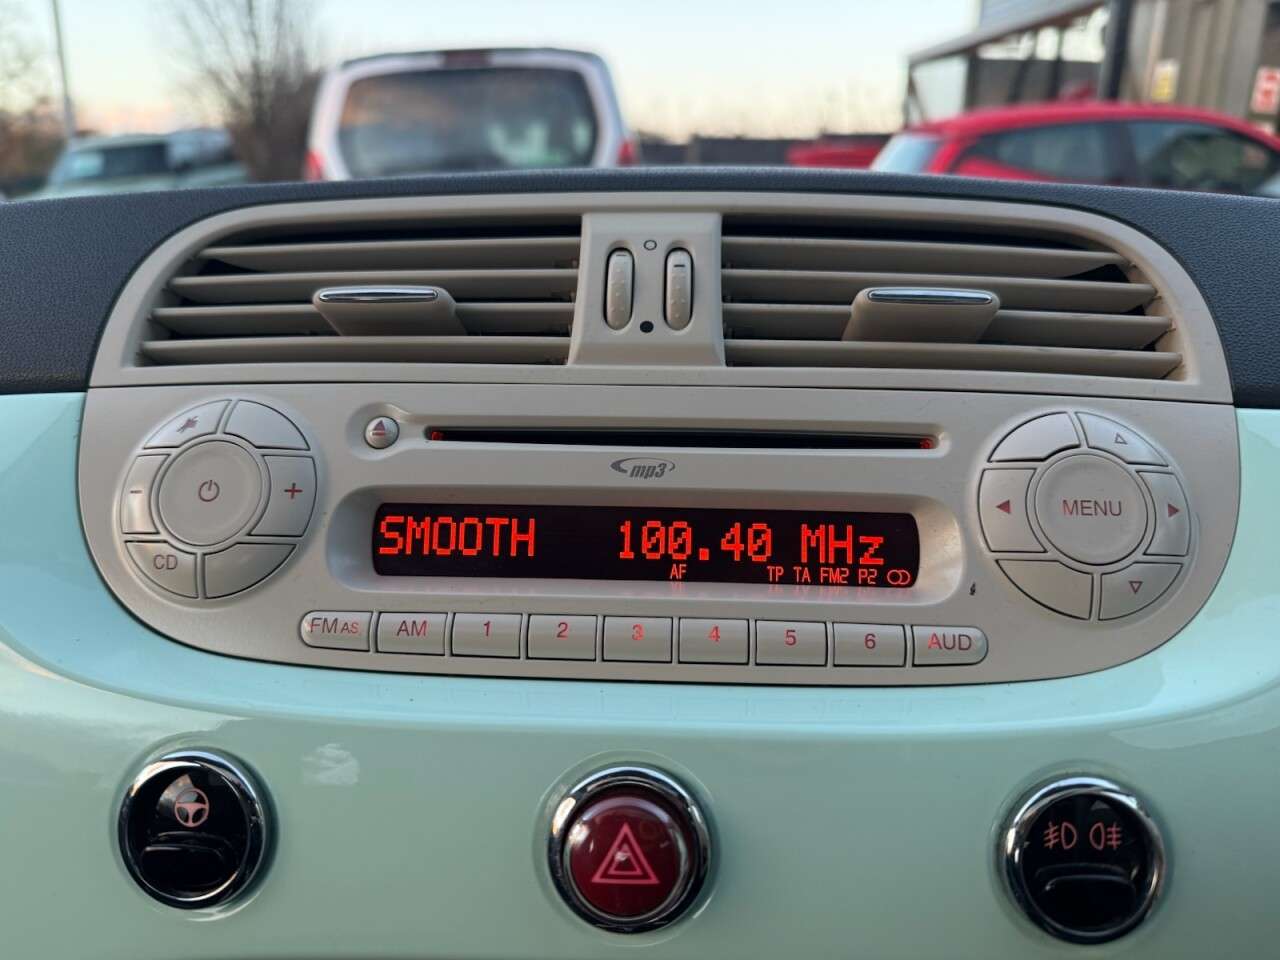 mp3
SMOOTH 100.40 MHz
AF TP TA FM2 P2
MENU
CD
FM AS AM 1 2 3 4 5 6 AUD